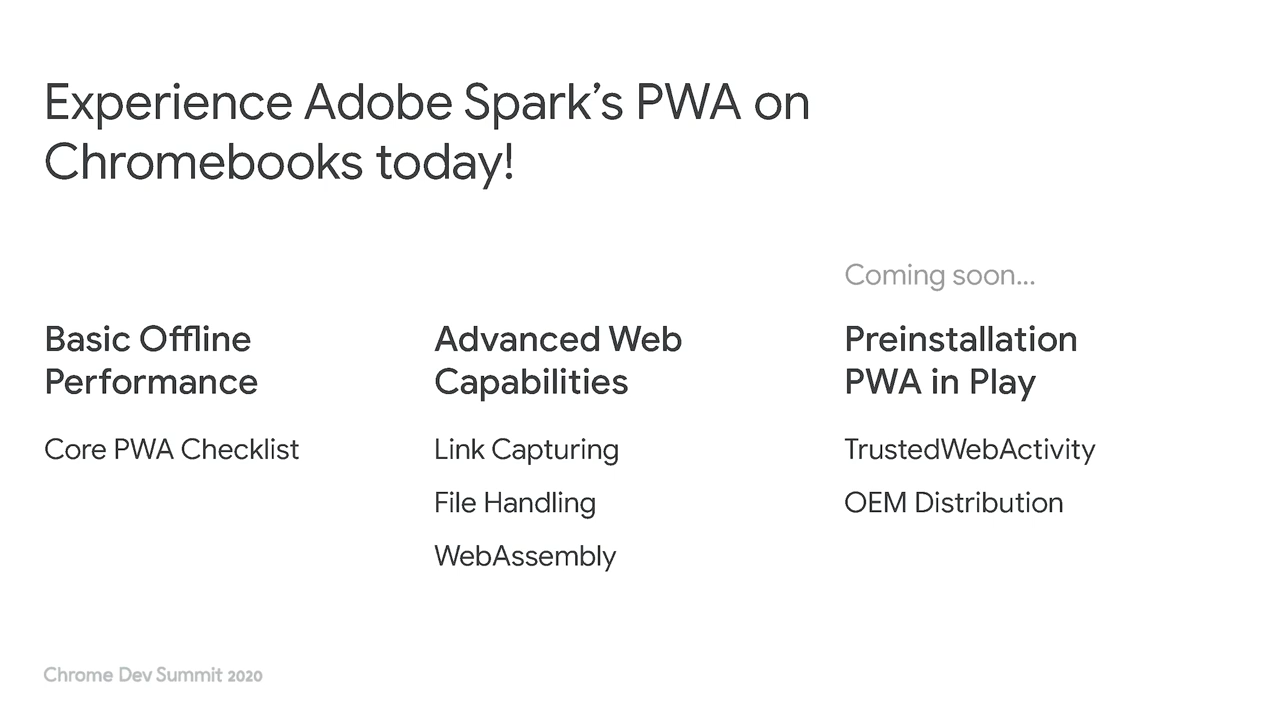 Experience Adobe Spark’s PWA on
Chromebooks today!
Basic Offline
Performance
Core PWA Checklist
Advanced Web
Capabilities
Link Capturing
File Handling
WebAssembly
Coming soon...
Preinstallation
PWA in Play
TrustedWebActivity
OEM Distribution
Chrome Dev Summit 2020